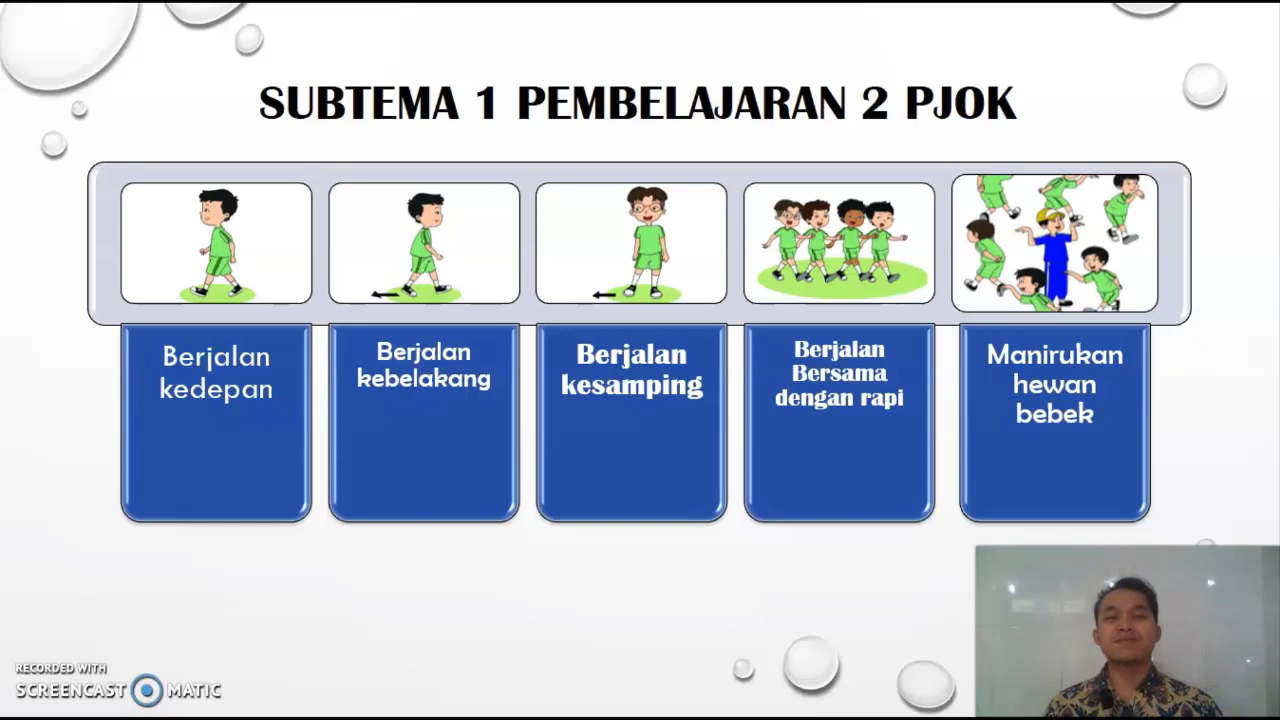 SUBTEMA 1 PEMBELAJARAN 2 PJOK
Berjalan
kedepan
Berjalan
kebelakang
Berjalan
kesamping
Berjalan
Bersama
dengan rapi
Manirukan
hewan
bebek
RECORDED WITH
SCREENCAST MATIC